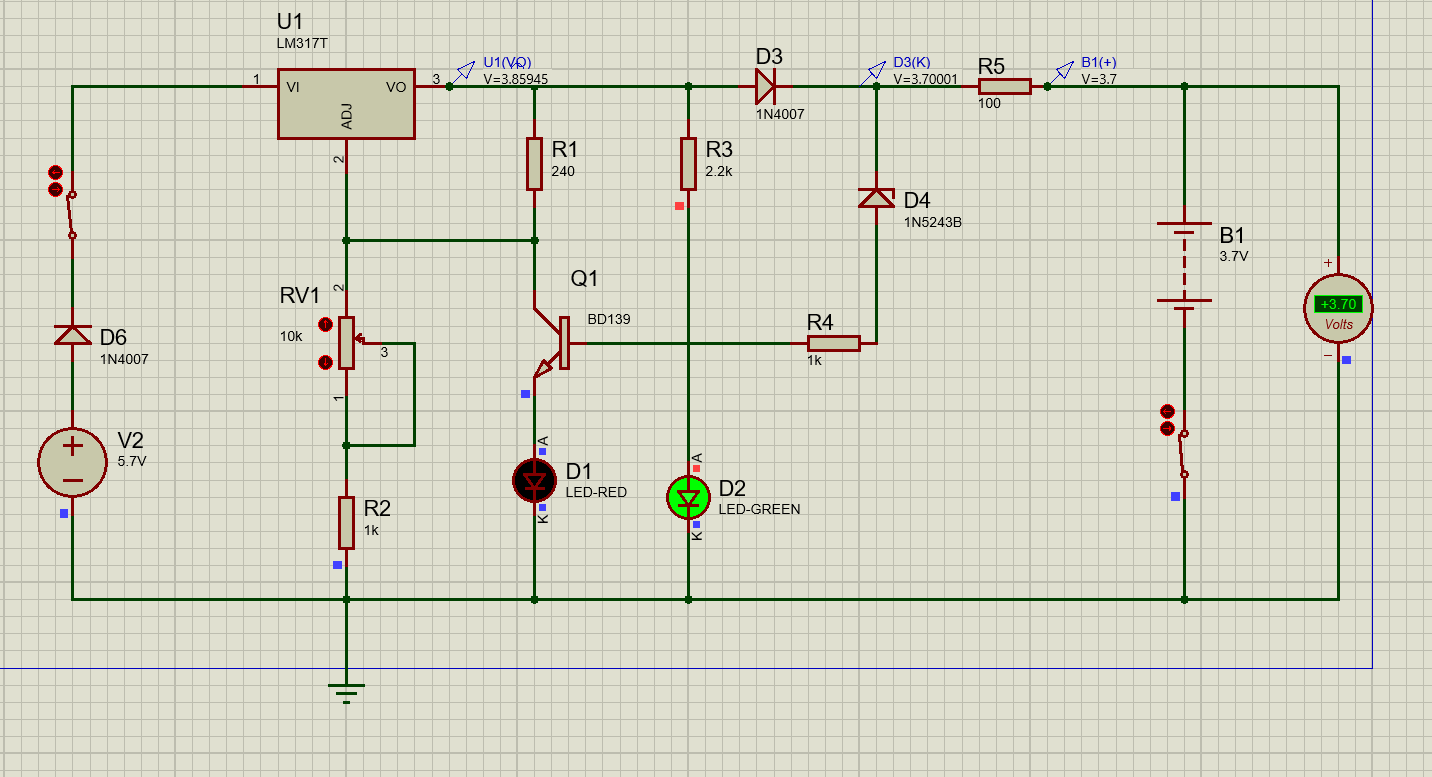 U1
LM317T
1
VI
VO
3
ADJ
2
U1(VO)
V=3.85945
D3
1N4007
D3(K)
V=3.70001
R5
100
B1(+)
V=3.7
R1
240
R3
2.2k
D4
1N5243B
B1
3.7V
+
+3.70
Volts
Q1
BD139
RV1
10k
2
3
1
R4
1k
D6
1N4007
V2
5.7V
A
D1
LED-RED
K
A
D2
LED-GREEN
K
R2
1k